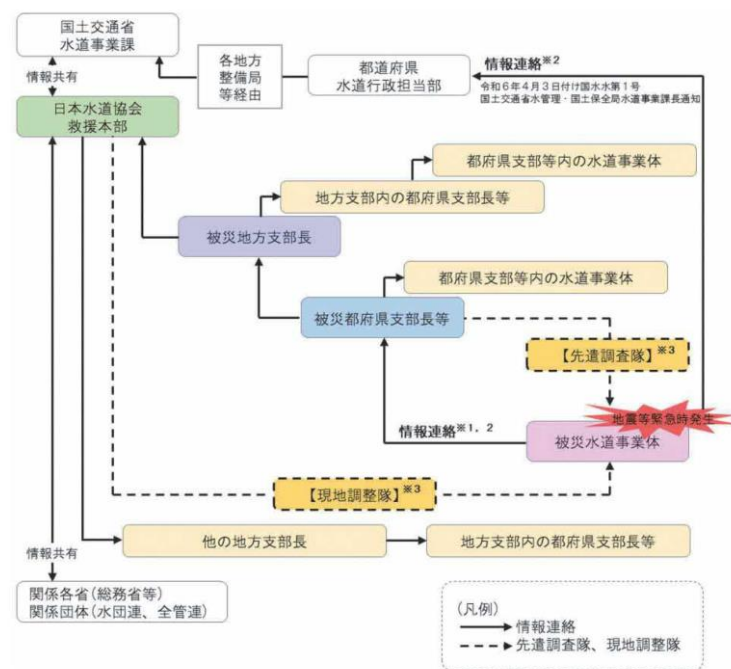 国土交通省
水道事業課
情報共有
各地方
整備局
等経由
都道府県
水道行政担当部
情報連絡※2
令和6年4月3日付け国水水第1号
国土交通省水管理・国土保全局水道事業課長通知
日本水道協会
救援本部
都府県支部等内の水道事業体
地方支部内の都府県支部長等
被災地方支部長
都府県支部等内の水道事業体
被災都府県支部長等
【先遣調査隊】※3
地震等緊急時発生
情報連絡※1，2
被災水道事業体
【現地調整隊】※3
他の地方支部長
地方支部内の都府県支部長等
情報共有
関係各省(総務省等)
関係団体(水団連、全管連)
(凡例)
情報連絡
先遣調査隊、現地調整隊